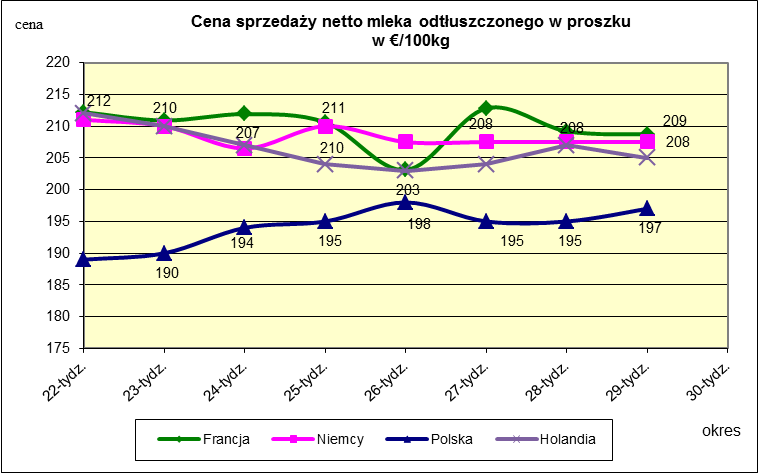 cena
Cena sprzedaży netto mleka odtłuszczonego w proszku
w €/100kg
220
215
210
205
200
195
190
185
180
175
212
210
207
211
210
203
208
208
209
208
190
194
195
198
195
195
197
22-tydz.
23-tydz.
24-tydz.
25-tydz.
26-tydz.
27-tydz.
28-tydz.
29-tydz.
30-tydz.
okres
Francja
Niemcy
Polska
Holandia